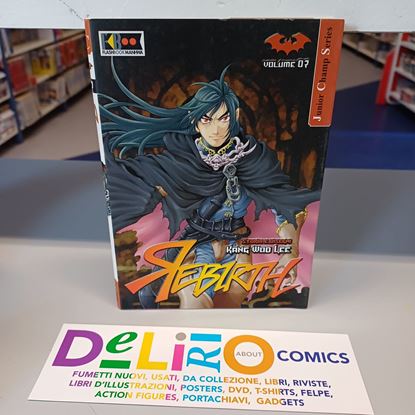 FLASHBOOK MANHWA
VOLUME 07
Junior Champ Series
KANG WOO LEE
REBIRTH
DELIRIO ABOUT COMICS
FUMETTI NUOVI, USATI, DA COLLEZIONE, LIBRI, RIVISTE,
LIBRI D'ILLUSTRAZIONI, POSTERS, DVD, T-SHIRTS, FELPE,
ACTION FIGURES, PORTACHIAVI, GADGETS